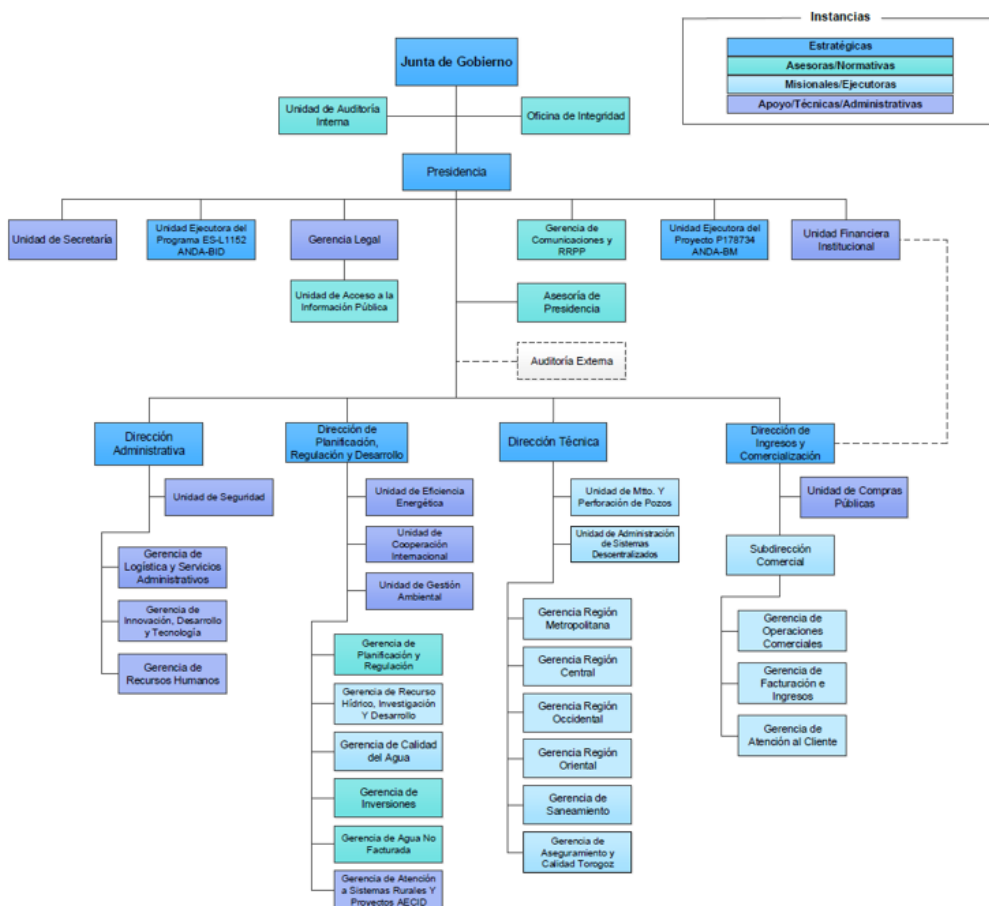 Instancias
Estratégicas
Asesoras/Normativas
Misionales/Ejecutoras
Apoyo/Técnicas/Administrativas
Junta de Gobierno
Unidad de Auditoría
Interna
Oficina de Integridad
Presidencia
Unidad de Secretaría
Unidad Ejecutora del
Programa ES-L1152
ANDA-BID
Gerencia Legal
Gerencia de
Comunicaciones y
RRPP
Unidad Ejecutora del
Proyecto P178734
ANDA-BM
Unidad Financiera
Institucional
Unidad de Acceso a la
Información Pública
Asesoría de
Presidencia
Auditoría Externa
Dirección
Administrativa
Dirección de
Planificación,
Regulación y Desarrollo
Dirección Técnica
Dirección de
Ingresos y
Comercialización
Unidad de Seguridad
Gerencia de
Logística y Servicios
Administrativos
Gerencia de
Innovación, Desarrollo
y Tecnología
Gerencia de
Recursos Humanos
Unidad de Eficiencia
Energética
Unidad de
Cooperación
Internacional
Unidad de Gestión
Ambiental
Gerencia de
Planificación y
Regulación
Gerencia de Recurso
Hídrico, Investigación
Y Desarrollo
Gerencia de Calidad
del Agua
Gerencia de
Inversiones
Gerencia de Agua No
Facturada
Gerencia de Atención
a Sistemas Rurales Y
Proyectos AECID
Unidad de Mtto. Y
Perforación de Pozos
Unidad de Administración
de Sistemas
Descentralizados
Gerencia Región
Metropolitana
Gerencia Región
Central
Gerencia Región
Occidental
Gerencia Región
Oriental
Gerencia de
Saneamiento
Gerencia de
Aseguramiento y
Calidad Torogoz
Unidad de Compras
Públicas
Subdirección
Comercial
Gerencia de
Operaciones
Comerciales
Gerencia de
Facturación e
Ingresos
Gerencia de
Atención al Cliente